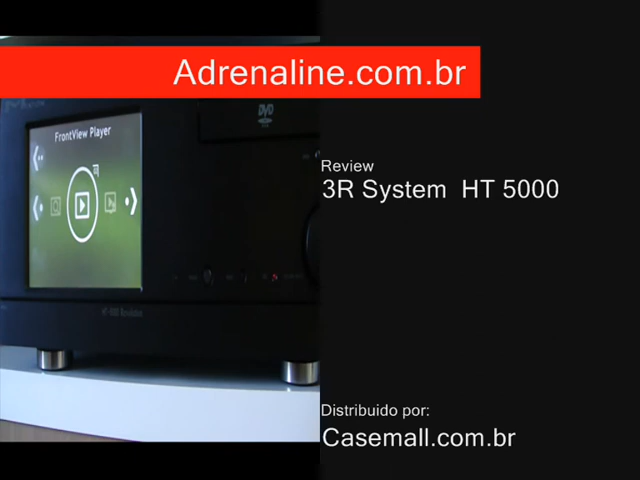 Adrenaline.com.br
FrontView Player
DVD
Review
3R System HT 5000
Distribuido por:
Casemall.com.br